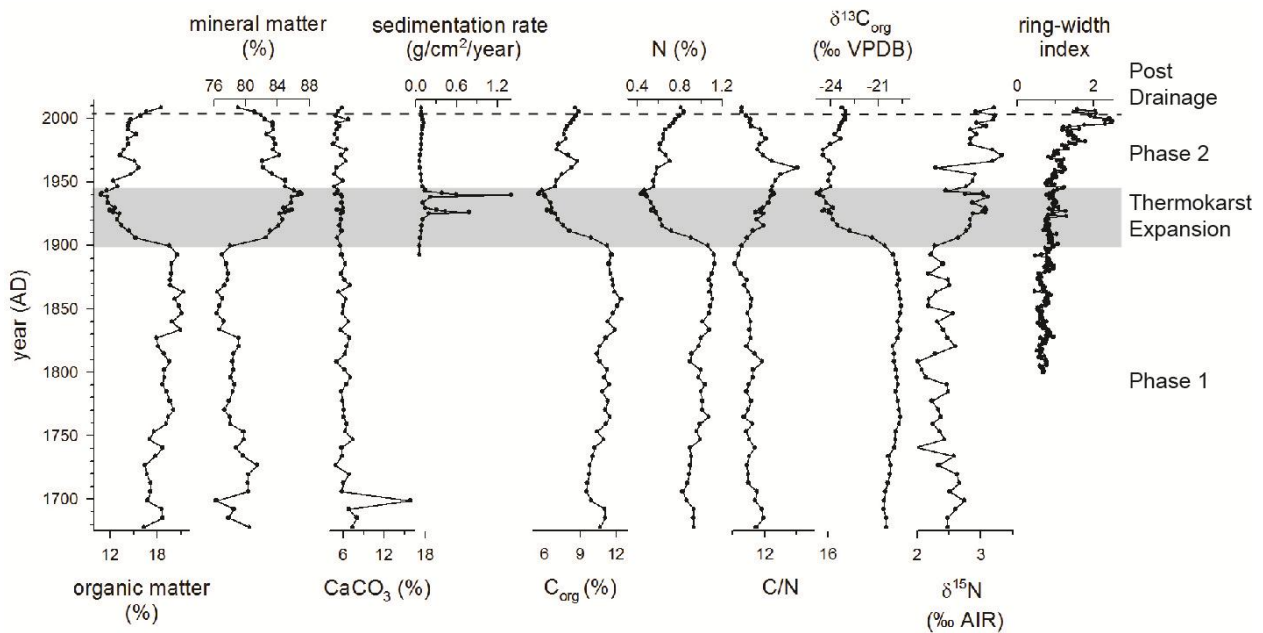 mineral matter
(%)
76 80 84 88
sedimentation rate
(g/cm²/year)
0.0 0.6 1.2
N (%)
0.4 0.8 1.2
δ¹³Corg
(‰ VPDB)
-24 -21
ring-width
index
0 2
Post
Drainage
Phase 2
Thermokarst
Expansion
Phase 1
year (AD)
2000
1950
1900
1850
1800
1750
1700
12 18
organic matter
(%)
6 12 18
CaCO₃ (%)
6 9 12
Corg (%)
12 16
C/N
2 3
δ¹⁵N
(‰ AIR)